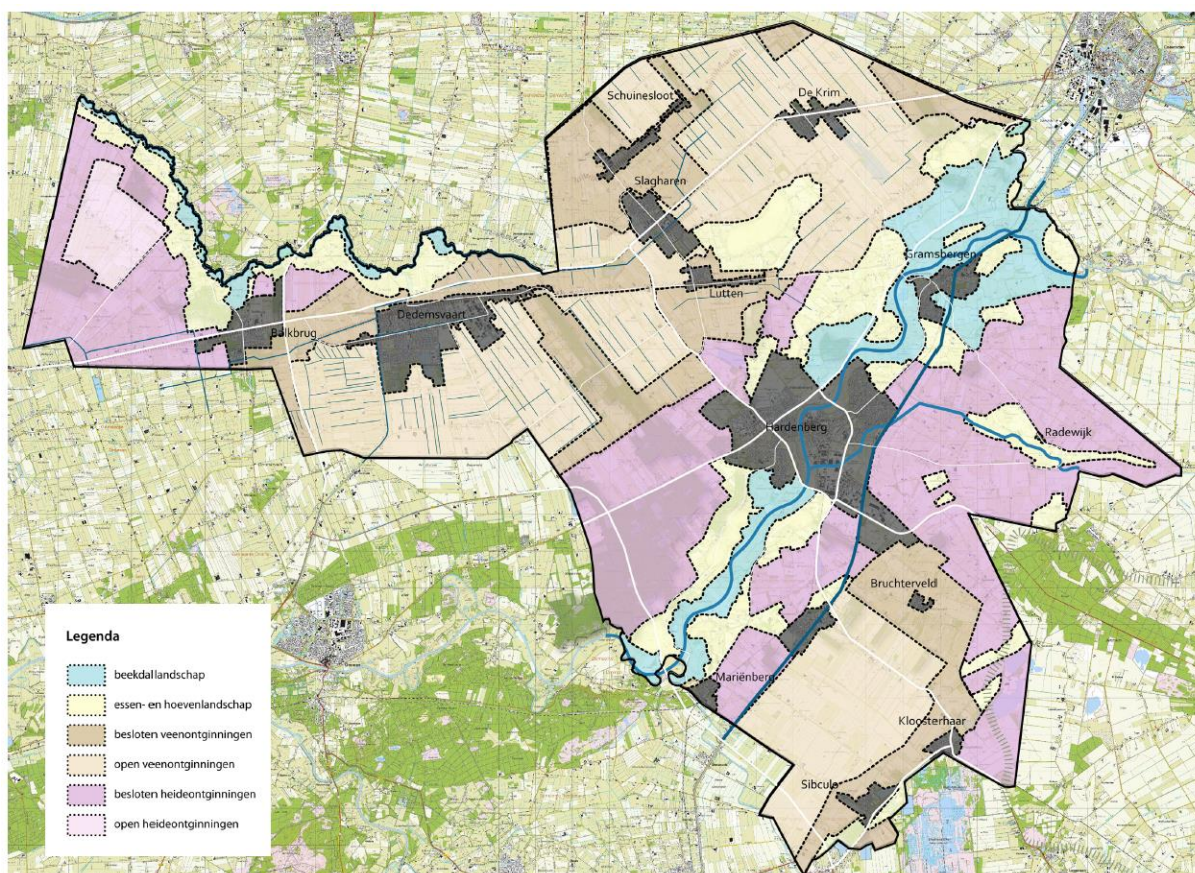 Schuinesloot
De Krim
Slagharen
Gramsbergen
Lutten
Dedemsvaart
Balkbrug
Hardenberg
Radewijk
Bruchterveld
Mariënberg
Kloosterhaar
Sibculo
Legenda
beekdallandschap
essen- en hoevenlandschap
besloten veenontginningen
open veenontginningen
besloten heideontginningen
open heideontginningen